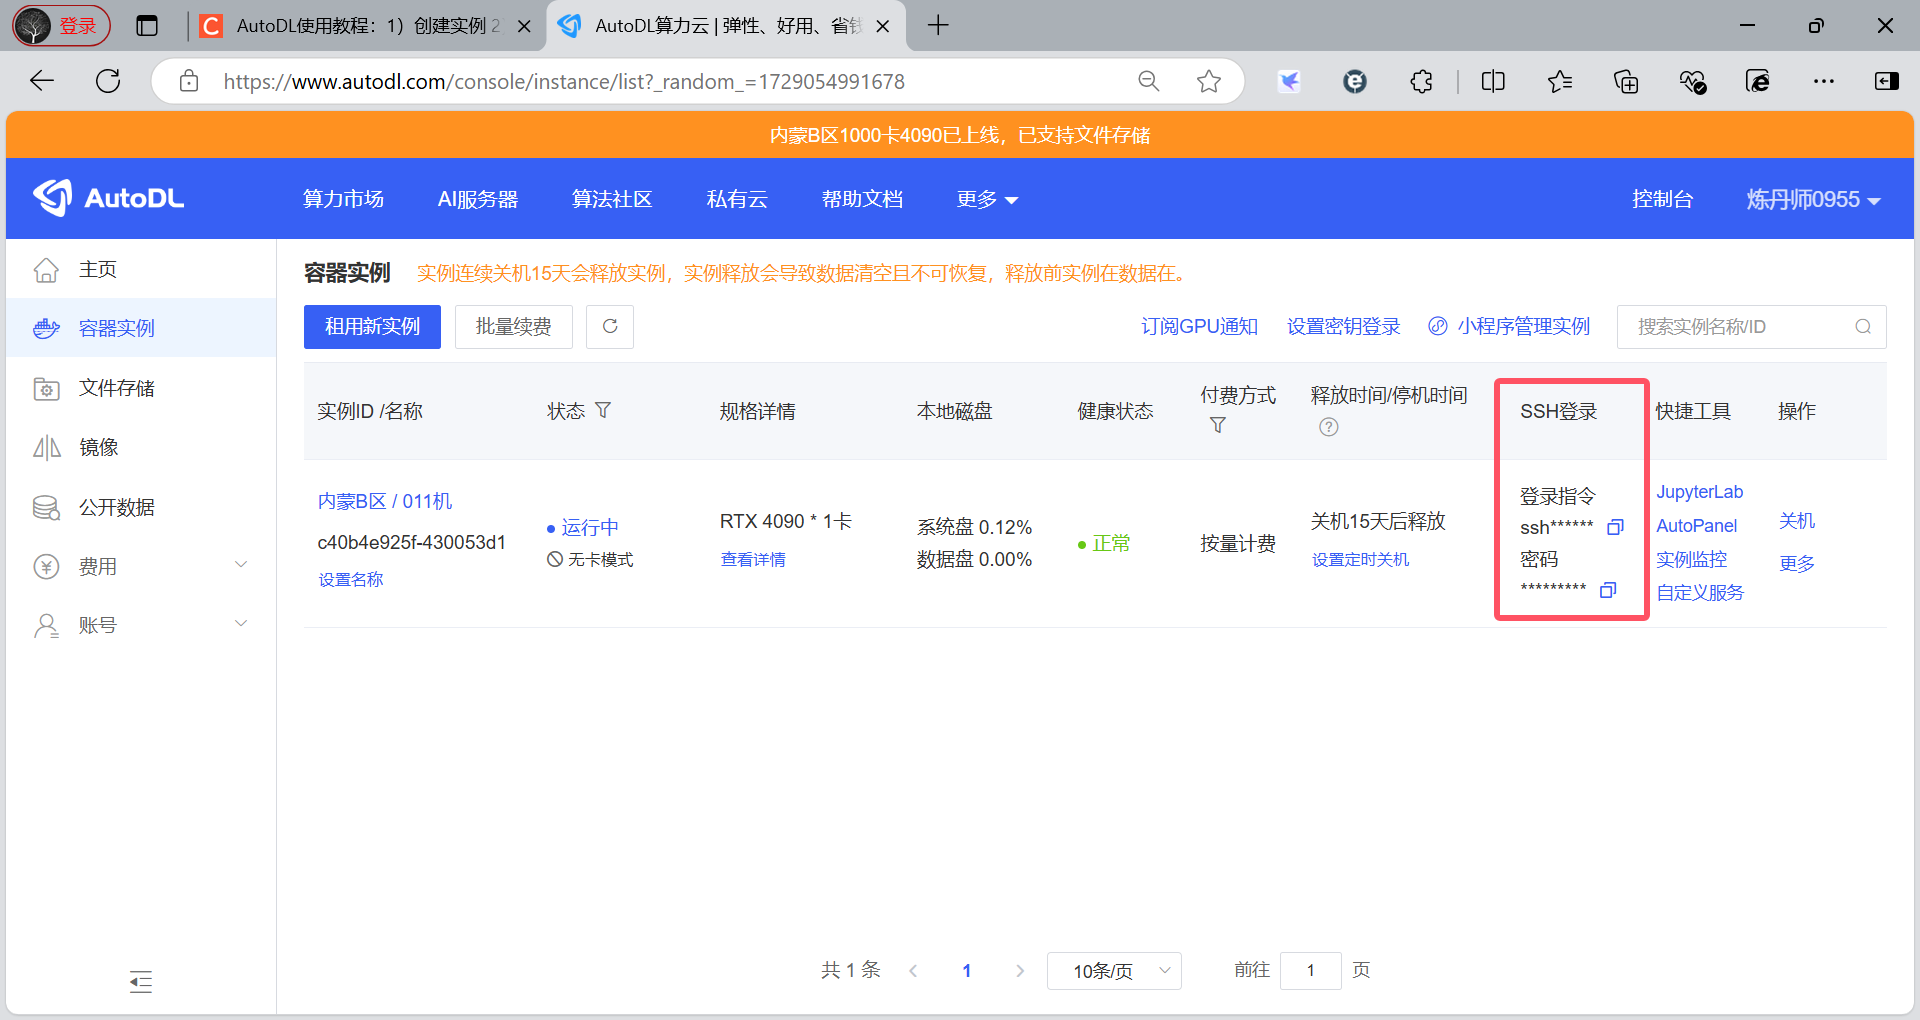 登录
AutoDL使用教程：1）创建实例 2
AutoDL算力云 | 弹性、好用、省钱
https://www.autodl.com/console/instance/list?_random_=1729054991678
内蒙B区1000卡4090已上线，已支持文件存储
AutoDL
算力市场
AI服务器
算法社区
私有云
帮助文档
更多
控制台
炼丹师0955
主页
容器实例
文件存储
镜像
公开数据
费用
账号
容器实例
实例连续关机15天会释放实例，实例释放会导致数据清空且不可恢复，释放前实例在数据在。
租用新实例
批量续费
订阅GPU通知
设置密钥登录
小程序管理实例
搜索实例名称/ID
实例ID /名称
状态
规格详情
本地磁盘
健康状态
付费方式
释放时间/停机时间
SSH登录
快捷工具
操作
内蒙B区 / 011机
c40b4e925f-430053d1
设置名称
运行中
无卡模式
RTX 4090 * 1卡
查看详情
系统盘 0.12%
数据盘 0.00%
正常
按量计费
关机15天后释放
设置定时关机
登录指令
ssh******
密码
*********
JupyterLab
AutoPanel
实例监控
自定义服务
关机
更多
共 1 条
1
10条/页
前往
1
页